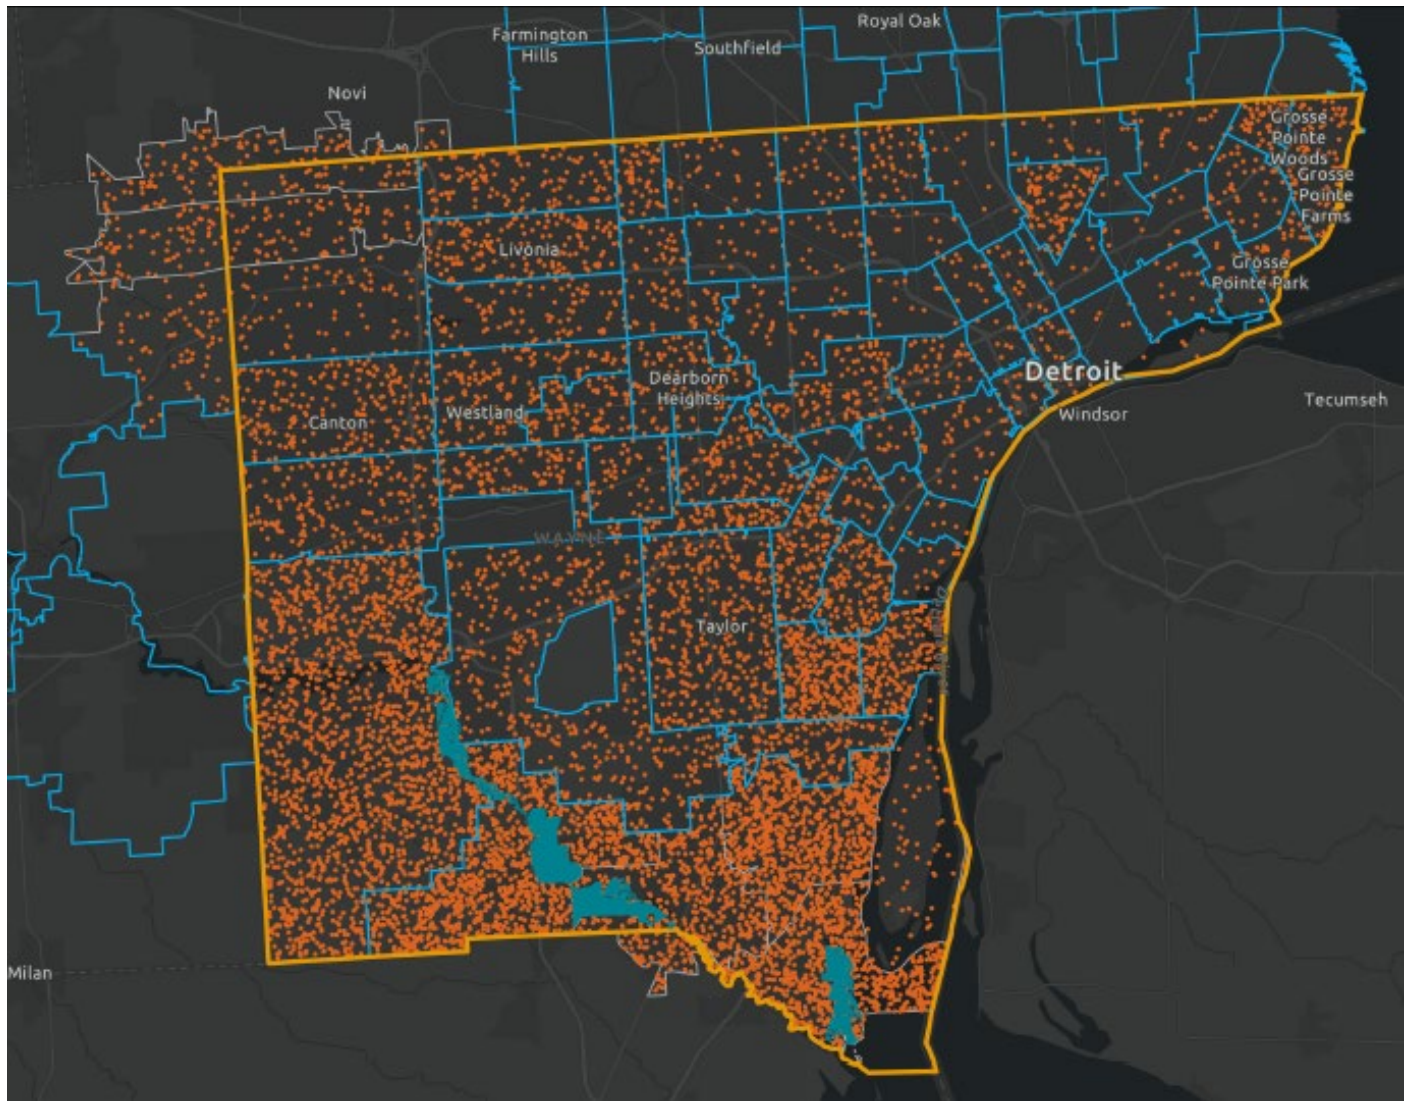 Royal Oak
Farmington
Hills
Southfield
Novi
Grosse
Pointe
Woods
Grosse
Pointe
Farms
Livonia
Grosse
Pointe Park
Dearborn
Heights
Detroit
Canton
Westland
Windsor
Tecumseh
WAYNE
Taylor
Milan